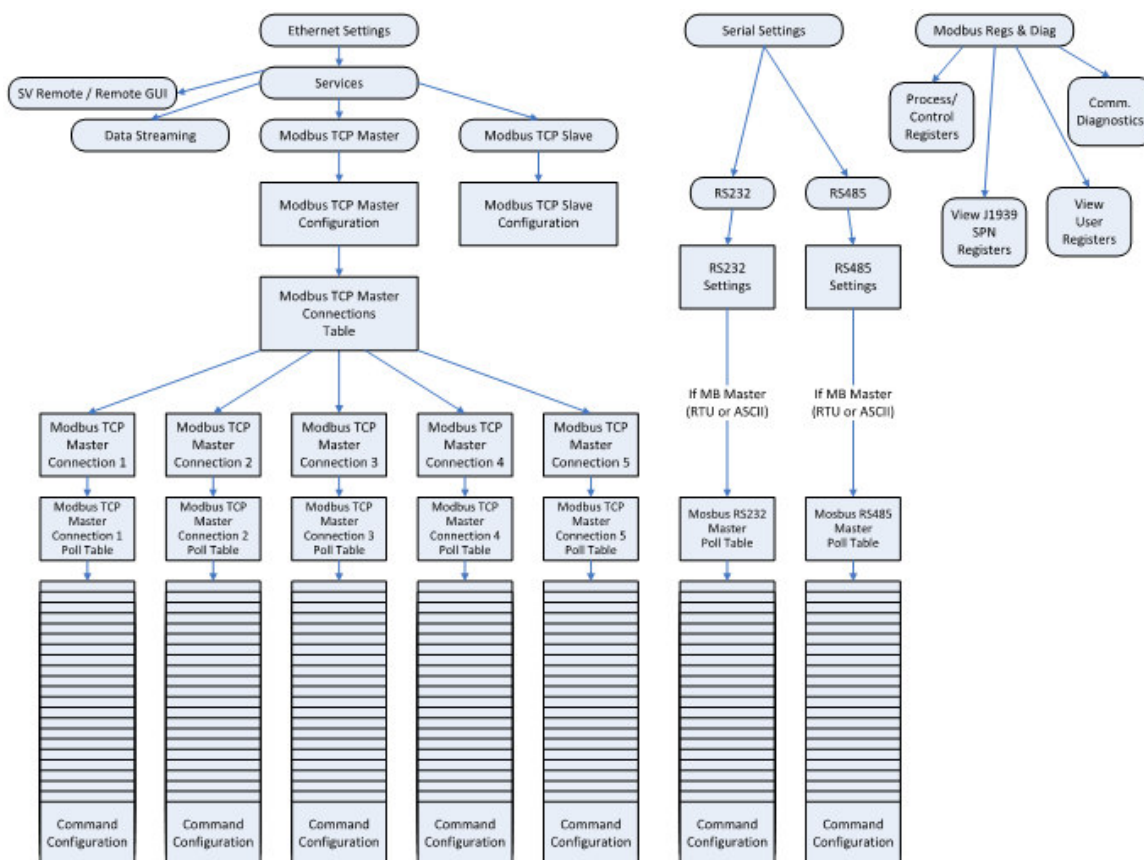 Ethernet Settings
Services
SV Remote / Remote GUI
Data Streaming
Modbus TCP Master
Modbus TCP Slave
Modbus TCP Master
Configuration
Modbus TCP Slave
Configuration
Modbus TCP Master
Connections
Table
Modbus TCP
Master
Connection 1
Modbus TCP
Master
Connection 2
Modbus TCP
Master
Connection 3
Modbus TCP
Master
Connection 4
Modbus TCP
Master
Connection 5
Modbus TCP
Master
Connection 1
Poll Table
Modbus TCP
Master
Connection 2
Poll Table
Modbus TCP
Master
Connection 3
Poll Table
Modbus TCP
Master
Connection 4
Poll Table
Modbus TCP
Master
Connection 5
Poll Table
Command
Configuration
Command
Configuration
Command
Configuration
Command
Configuration
Command
Configuration
Serial Settings
RS232
RS485
RS232
Settings
RS485
Settings
If MB Master
(RTU or ASCII)
If MB Master
(RTU or ASCII)
Mosbus RS232
Master
Poll Table
Mosbus RS485
Master
Poll Table
Command
Configuration
Command
Configuration
Modbus Regs & Diag
Process/
Control
Registers
Comm.
Diagnostics
View J1939
SPN
Registers
View
User
Registers